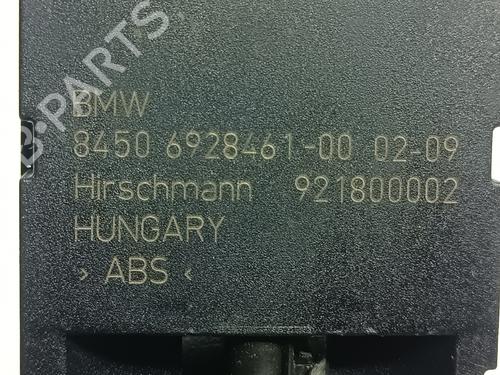 B-PARTS
BMW
8450 6928461-00 02-09
Hirschmann 921800002
HUNGARY
› ABS ‹